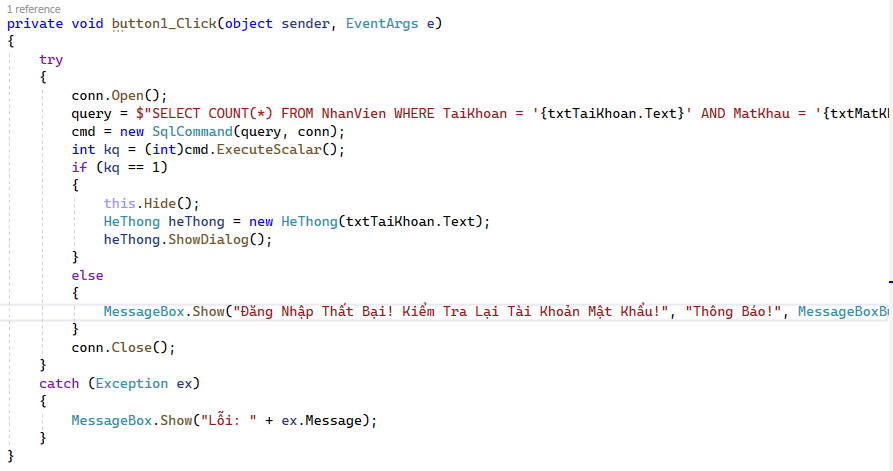 1 reference
private void button1_Click(object sender, EventArgs e)
{
try
{
conn.Open();
query = $"SELECT COUNT(*) FROM NhanVien WHERE TaiKhoan = '{txtTaiKhoan.Text}' AND MatKhau = '{txtMatK
cmd = new SqlCommand(query, conn);
int kq = (int)cmd.ExecuteScalar();
if (kq == 1)
{
this.Hide();
HeThong heThong = new HeThong(txtTaiKhoan.Text);
heThong.ShowDialog();
}
else
{
MessageBox.Show("Đăng Nhập Thất Bại! Kiểm Tra Lại Tài Khoản Mật Khẩu!", "Thông Báo!", MessageBoxBu
}
conn.Close();
}
catch (Exception ex)
{
MessageBox.Show("Lỗi: " + ex.Message);
}
}